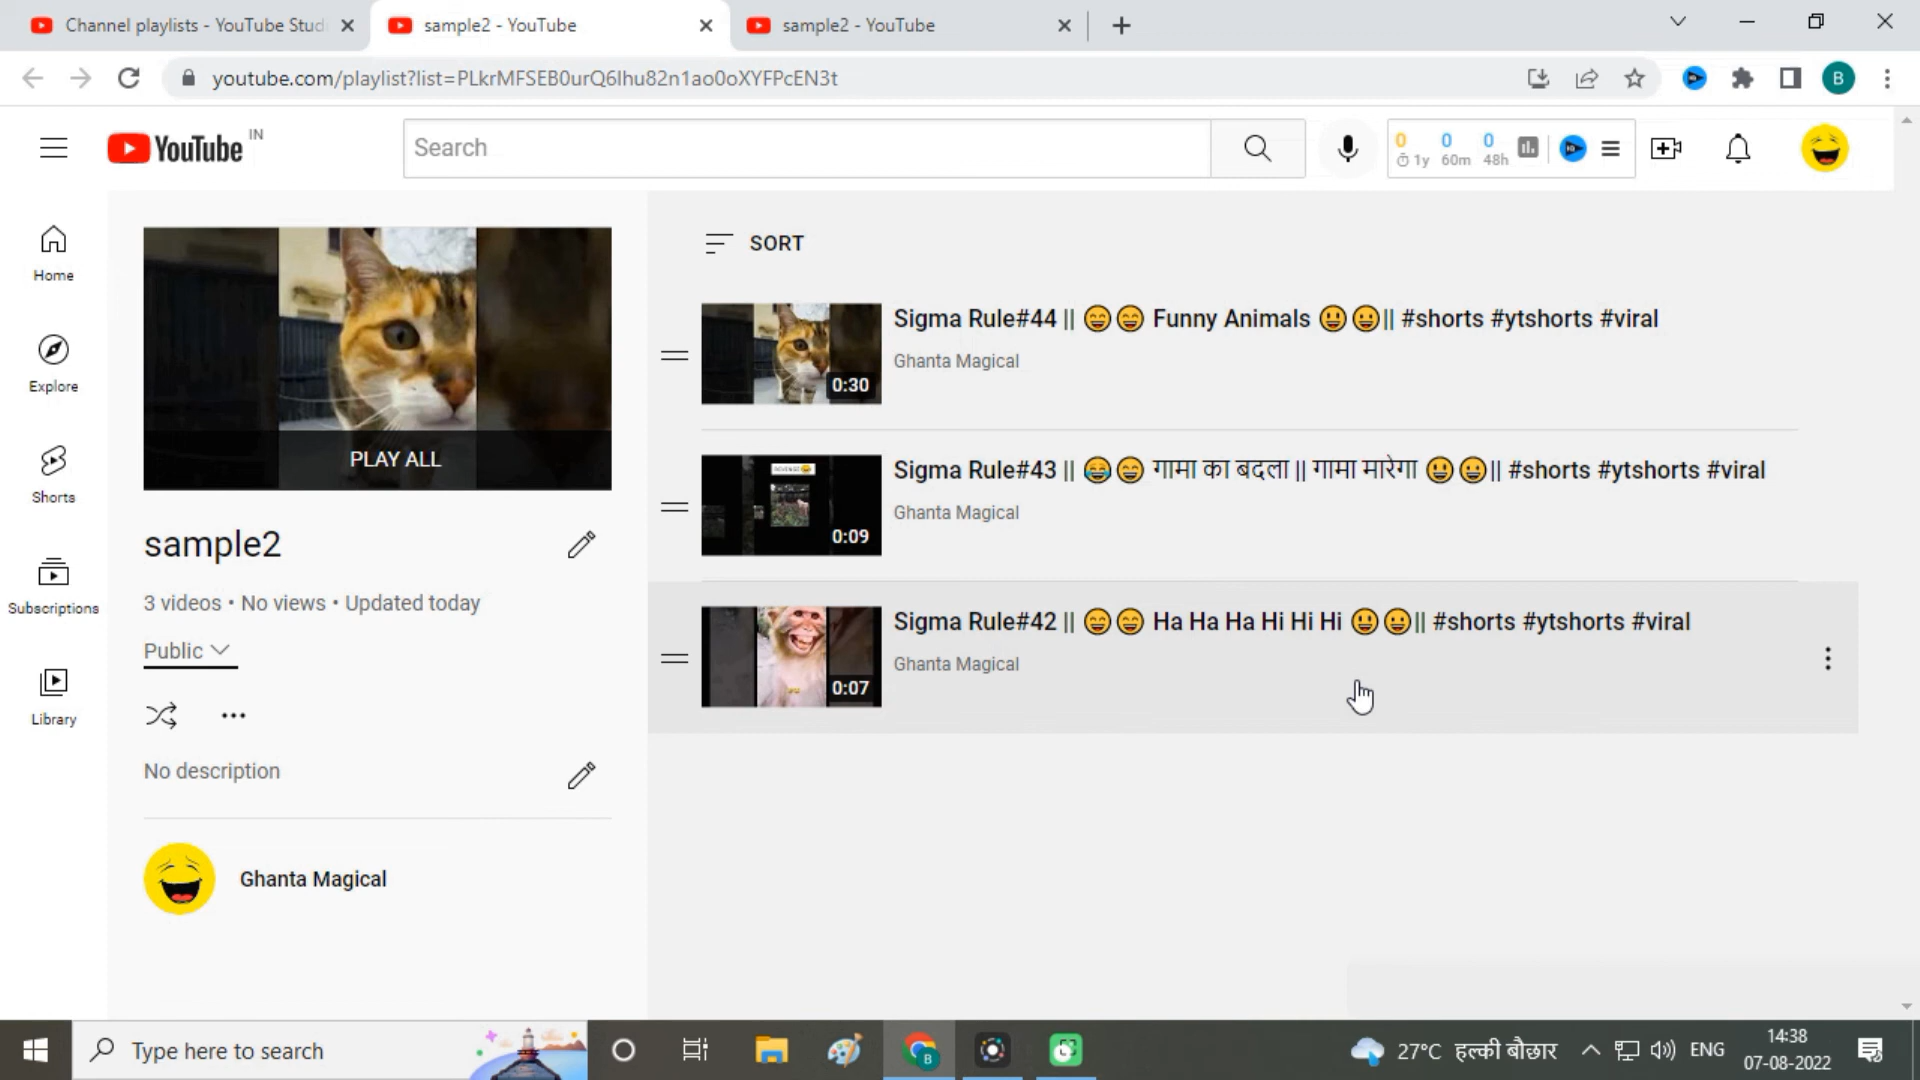 Channel playlists - YouTube Stud
sample2 - YouTube
sample2 - YouTube
youtube.com/playlist?list=PLkrMFSEB0urQ6Ihu82n1ao0oXYFPcEN3t
B
YouTube IN
Search
0 0 0
1y 60m 48h
Home
Explore
Shorts
Subscriptions
Library
PLAY ALL
sample2
3 videos • No views • Updated today
Public
No description
Ghanta Magical
SORT
0:30
Sigma Rule#44 || 😄😄 Funny Animals 😃😀|| #shorts #ytshorts #viral
Ghanta Magical
0:09
Sigma Rule#43 || 😂😄 गामा का बदला || गामा मारेगा 😃😀|| #shorts #ytshorts #viral
Ghanta Magical
0:07
Sigma Rule#42 || 😄😄 Ha Ha Ha Hi Hi Hi 😃😀|| #shorts #ytshorts #viral
Ghanta Magical
Type here to search
B
27°C हल्की बौछार
ENG
14:38
07-08-2022